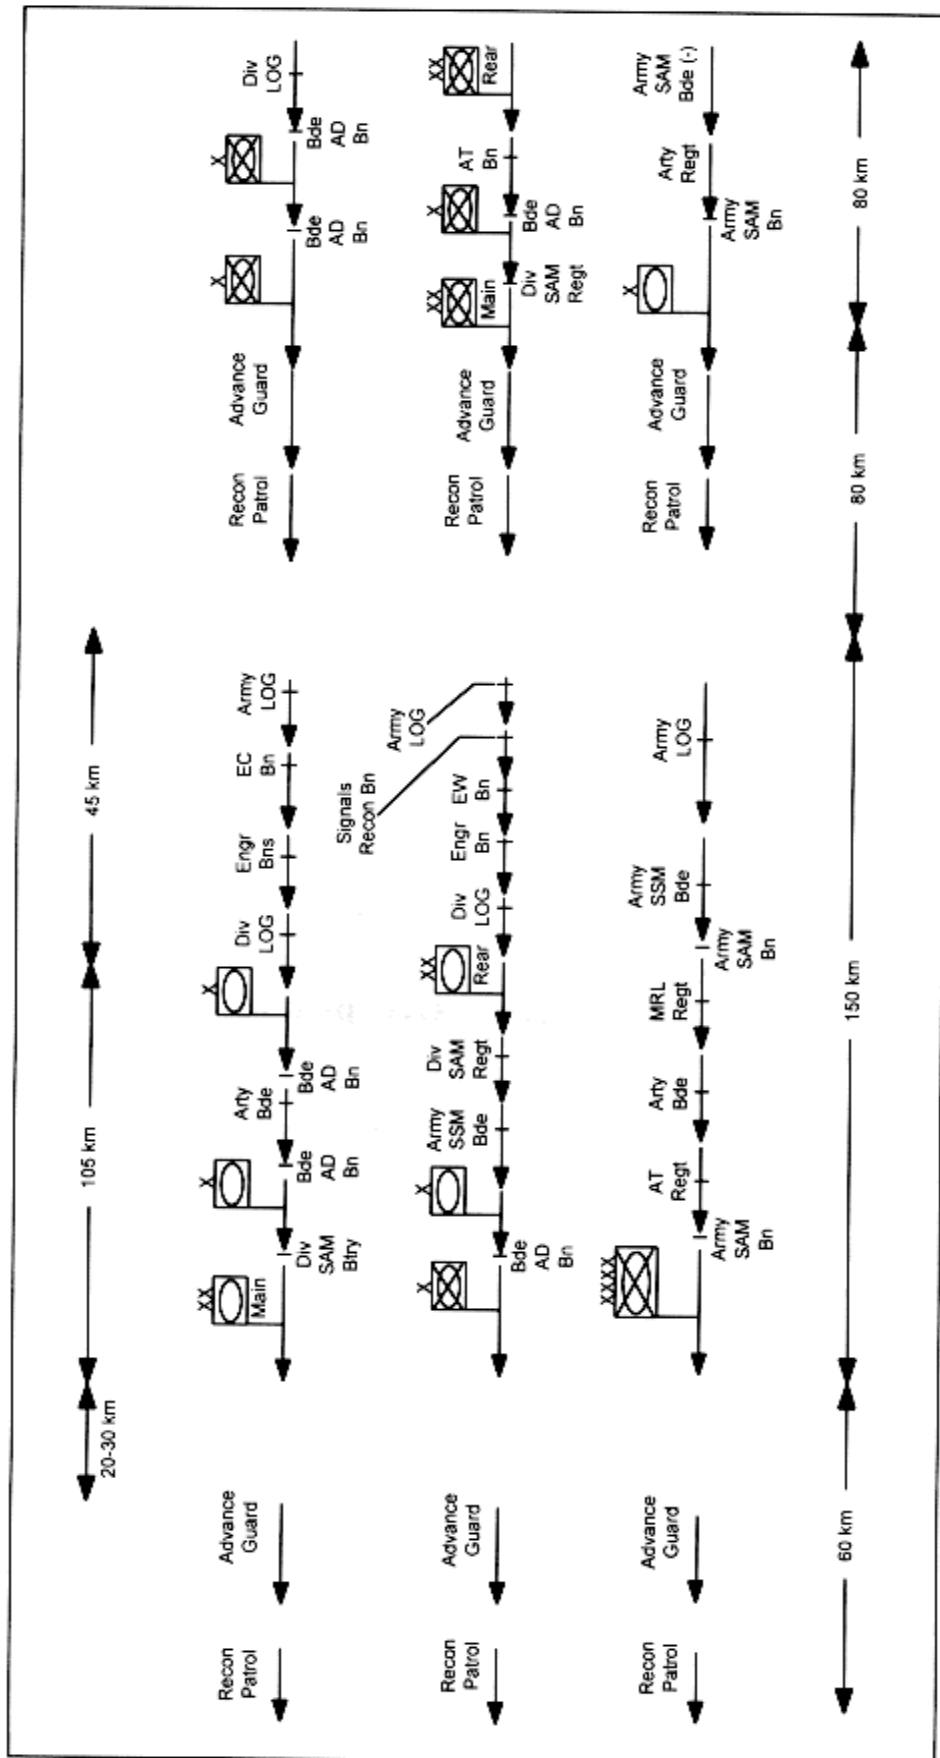 20-30 km
105 km
45 km
Recon
Patrol
Advance
Guard
XX
Main
Div
SAM
Btry
X
Bde
AD
Bn
Arty
Bde
Bde
AD
Bn
X
Div
LOG
Engr
Bns
EC
Bn
Army
LOG
Recon
Patrol
Advance
Guard
X
Bde
AD
Bn
X
Bde
AD
Bn
Div
LOG
Recon
Patrol
Advance
Guard
X
Bde
AD
Bn
X
Army
SSM
Bde
Div
SAM
Regt
XX
Rear
Div
LOG
Engr
Bn
EW
Bn
Signals
Recon Bn
Army
LOG
Recon
Patrol
Advance
Guard
XX
Main
Div
SAM
Regt
X
Bde
AD
Bn
AT
Bn
XX
Rear
Recon
Patrol
Advance
Guard
XXXX
Army
SAM
Bn
AT
Regt
Arty
Bde
MRL
Regt
Army
SAM
Bn
Army
SSM
Bde
Army
LOG
Recon
Patrol
Advance
Guard
X
Army
SAM
Bn
Arty
Regt
Army
SAM
Bde (-)
60 km
150 km
80 km
80 km